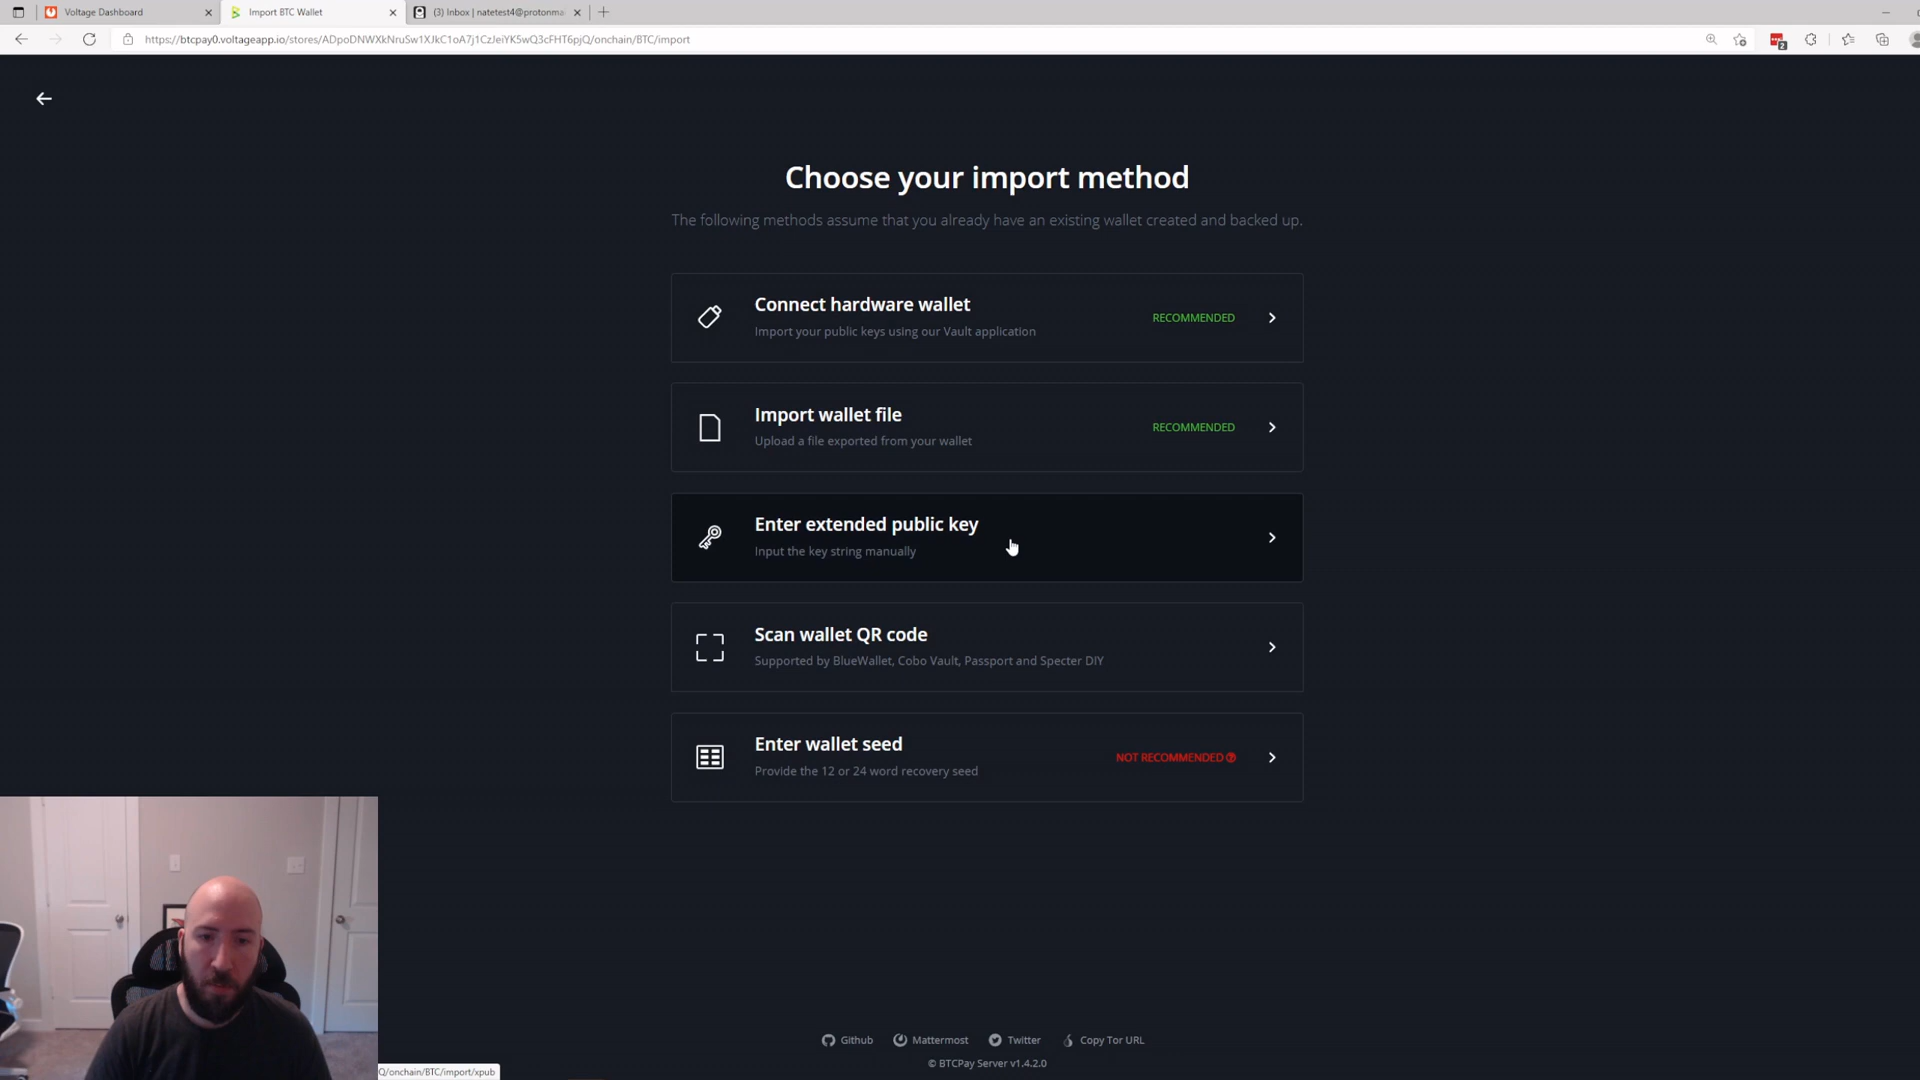 Voltage Dashboard
Import BTC Wallet
(3) Inbox | natetest4@protonma
https://btcpay0.voltageapp.io/stores/ADpoDNWXkNruSw1XJkC1oA7j1CzJeiYK5wQ3cFHT6pjQ/onchain/BTC/import
2
Choose your import method
The following methods assume that you already have an existing wallet created and backed up.
Connect hardware wallet
Import your public keys using our Vault application
RECOMMENDED
Import wallet file
Upload a file exported from your wallet
RECOMMENDED
Enter extended public key
Input the key string manually
Scan wallet QR code
Supported by BlueWallet, Cobo Vault, Passport and Specter DIY
Enter wallet seed
Provide the 12 or 24 word recovery seed
NOT RECOMMENDED
Github
Mattermost
Twitter
Copy Tor URL
© BTCPay Server v1.4.2.0
Q/onchain/BTC/import/xpub